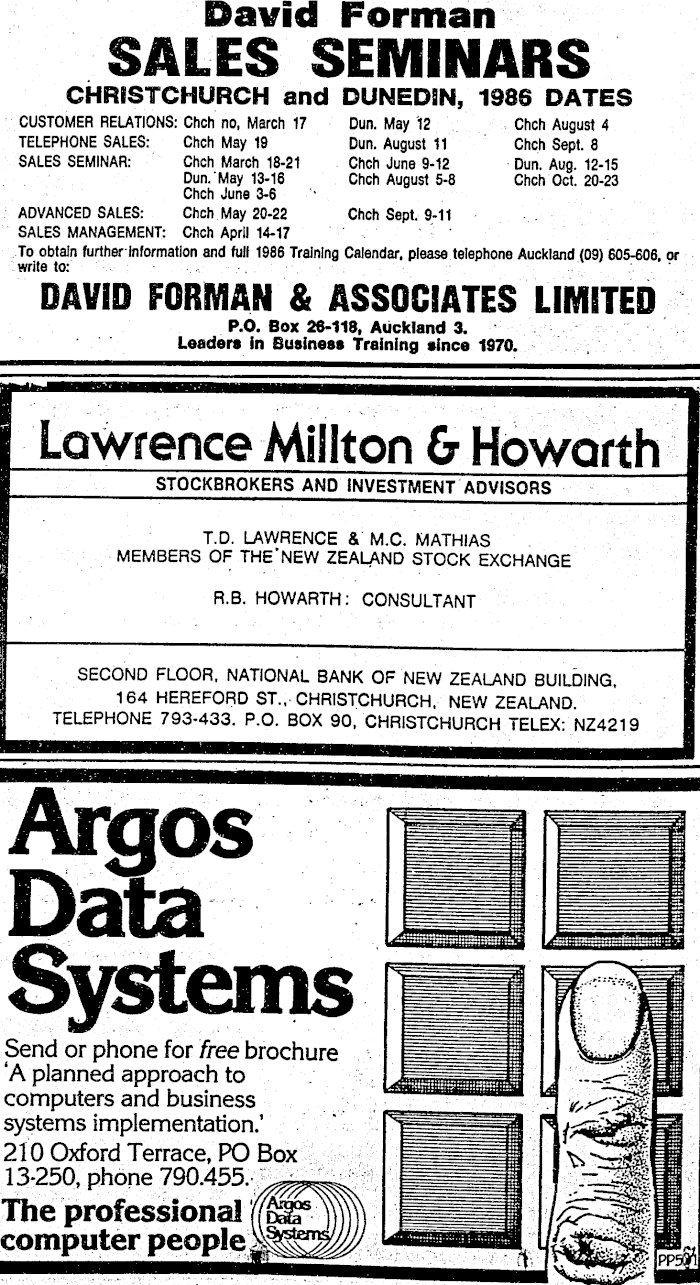 David Forman
SALES SEMINARS
CHRISTCHURCH and DUNEDIN, 1986 DATES
CUSTOMER RELATIONS: Chch no, March 17 Dun. May 12 Chch August 4
TELEPHONE SALES: Chch May 19 Dun. August 11 Chch Sept. 8
SALES SEMINAR: Chch March 18-21 Chch June 9-12 Dun. Aug. 12-15
Dun. May 13-16 Chch August 5-8 Chch Oct. 20-23
Chch June 3-6
ADVANCED SALES: Chch May 20-22 Chch Sept. 9-11
SALES MANAGEMENT: Chch April 14-17
To obtain further information and full 1986 Training Calendar, please telephone Auckland (09) 605-606, or
write to:
DAVID FORMAN & ASSOCIATES LIMITED
P.O. Box 26-118, Auckland 3.
Leaders in Business Training since 1970.
Lawrence Millton & Howarth
STOCKBROKERS AND INVESTMENT ADVISORS
T.D. LAWRENCE & M.C. MATHIAS
MEMBERS OF THE NEW ZEALAND STOCK EXCHANGE
R.B. HOWARTH: CONSULTANT
SECOND FLOOR, NATIONAL BANK OF NEW ZEALAND BUILDING,
164 HEREFORD ST., CHRISTCHURCH, NEW ZEALAND.
TELEPHONE 793-433. P.O. BOX 90, CHRISTCHURCH TELEX: NZ4219
Argos
Data
Systems
Send or phone for free brochure
'A planned approach to
computers and business
systems implementation.'
210 Oxford Terrace, PO Box
13-250, phone 790.455.
The professional
computer people
Argos
Data
Systems